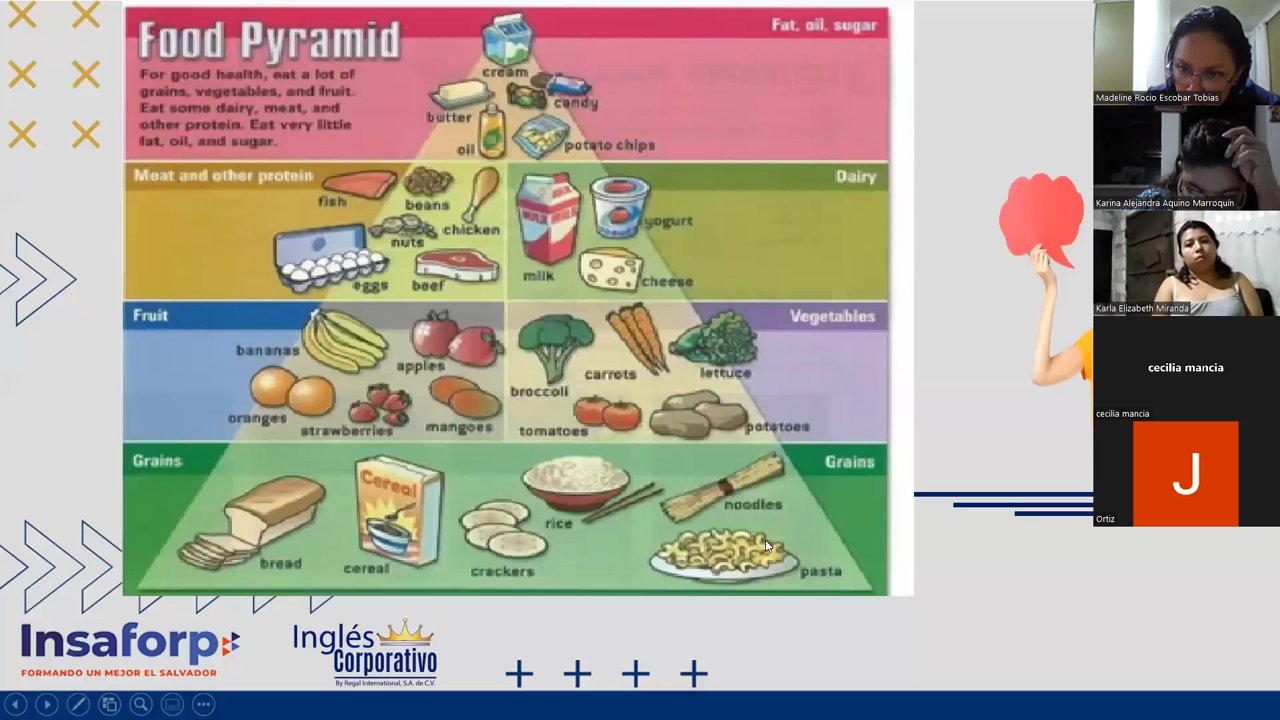 Food Pyramid
Fat, oil, sugar
For good health, eat a lot of
grains, vegetables, and fruit.
Eat some dairy, meat, and
other protein. Eat very little
fat, oil, and sugar.
cream
butter
candy
oil
potato chips
Meat and other protein
Dairy
fish
beans
chicken
nuts
eggs
beef
milk
yogurt
cheese
Fruit
Vegetables
bananas
apples
oranges
strawberries
mangoes
broccoli
carrots
lettuce
tomatoes
potatoes
Grains
Grains
bread
Cereal
cereal
crackers
rice
noodles
pasta
Insaforp
FORMANDO UN MEJOR EL SALVADOR
Inglés
Corporativo
By Regal International, S.A. de C.V.
Madeline Rocio Escobar Tobias
Karina Alejandra Aquino Marroquín
Karla Elizabeth Miranda
cecilia mancia
cecilia mancia
J
Ortiz